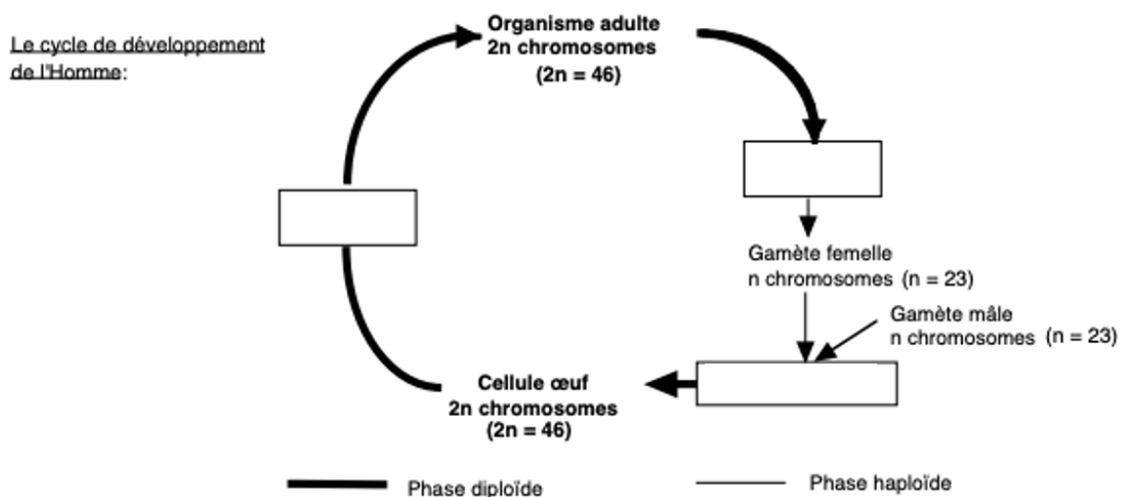 Le cycle de développement
de l'Homme:
Organisme adulte
2n chromosomes
(2n = 46)
Gamète femelle
n chromosomes (n = 23)
Gamète mâle
n chromosomes (n = 23)
Cellule œuf
2n chromosomes
(2n = 46)
Phase diploïde
Phase haploïde